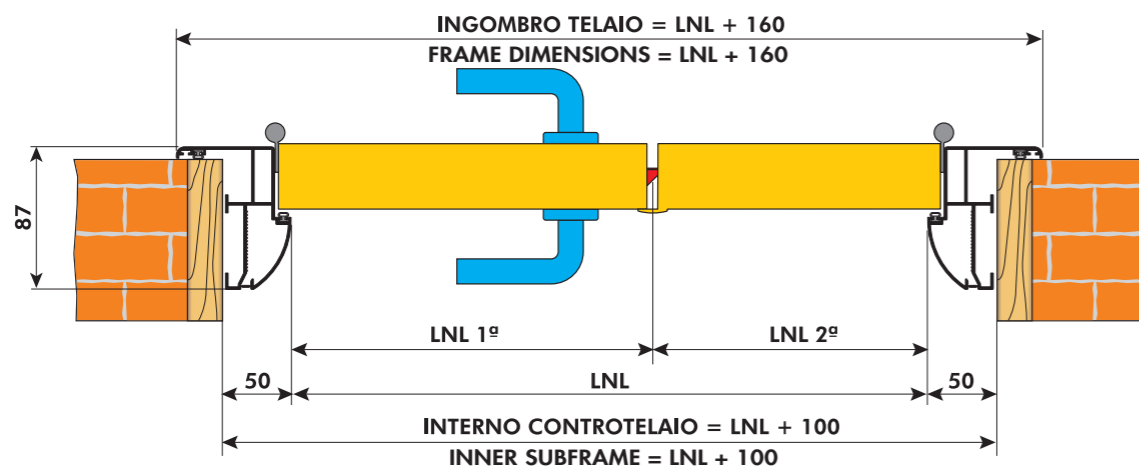 INGOMBRO TELAIO = LNL + 160
FRAME DIMENSIONS = LNL + 160
87
LNL 1ª
LNL 2ª
50
LNL
50
INTERNO CONTROTELAIO = LNL + 100
INNER SUBFRAME = LNL + 100